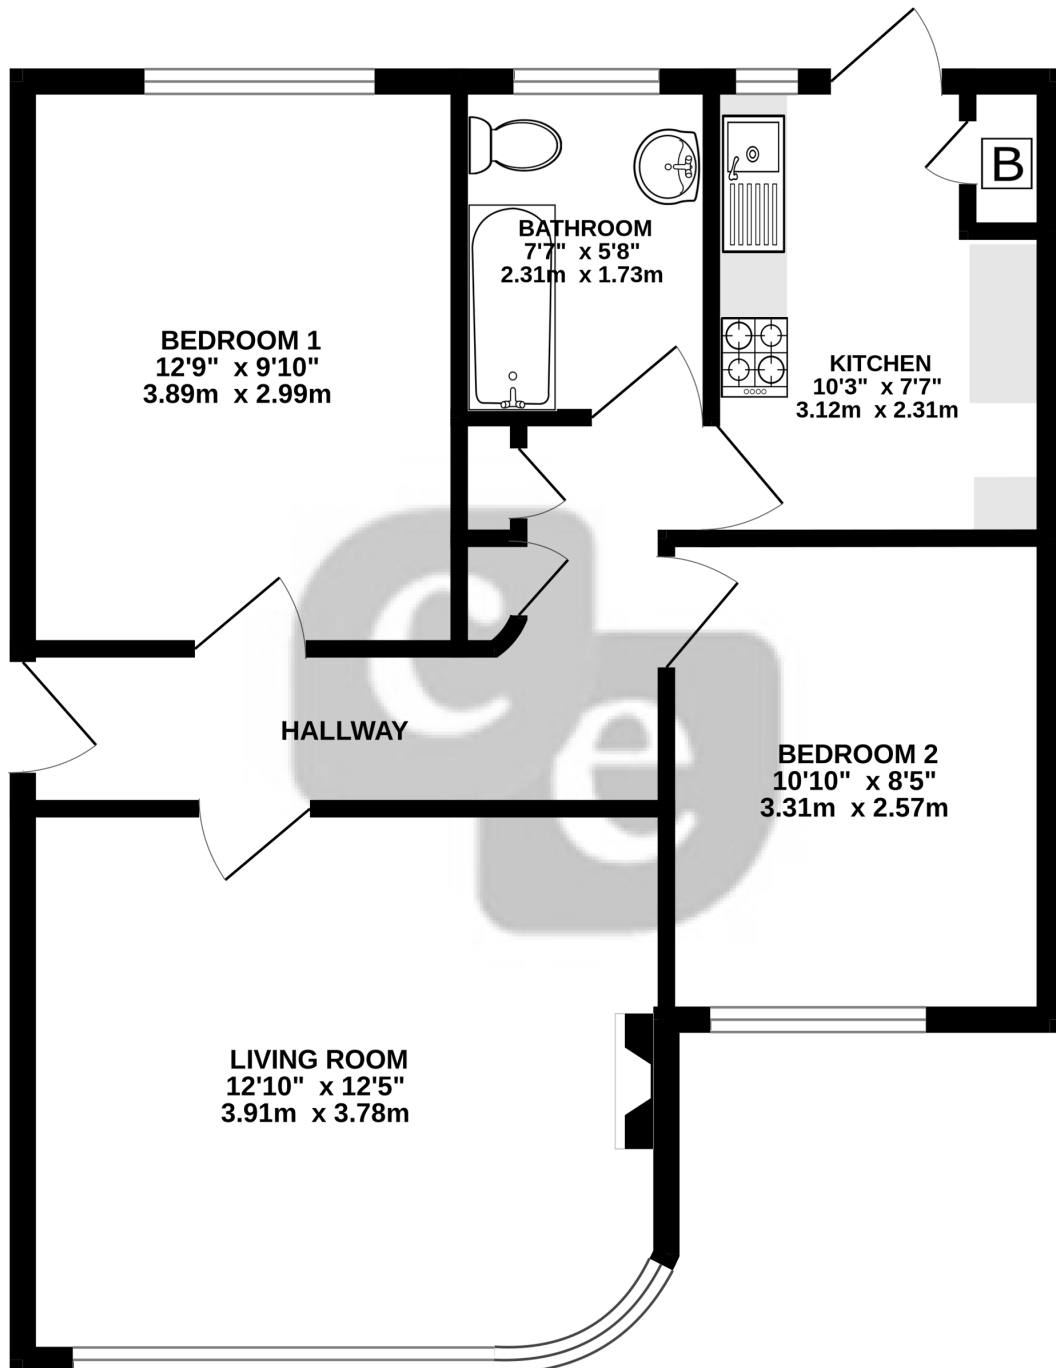 BATHROOM
7'7" x 5'8"
2.31m x 1.73m
B
BEDROOM 1
12'9" x 9'10"
3.89m x 2.99m
KITCHEN
10'3" x 7'7"
3.12m x 2.31m
HALLWAY
BEDROOM 2
10'10" x 8'5"
3.31m x 2.57m
LIVING ROOM
12'10" x 12'5"
3.91m x 3.78m
ce